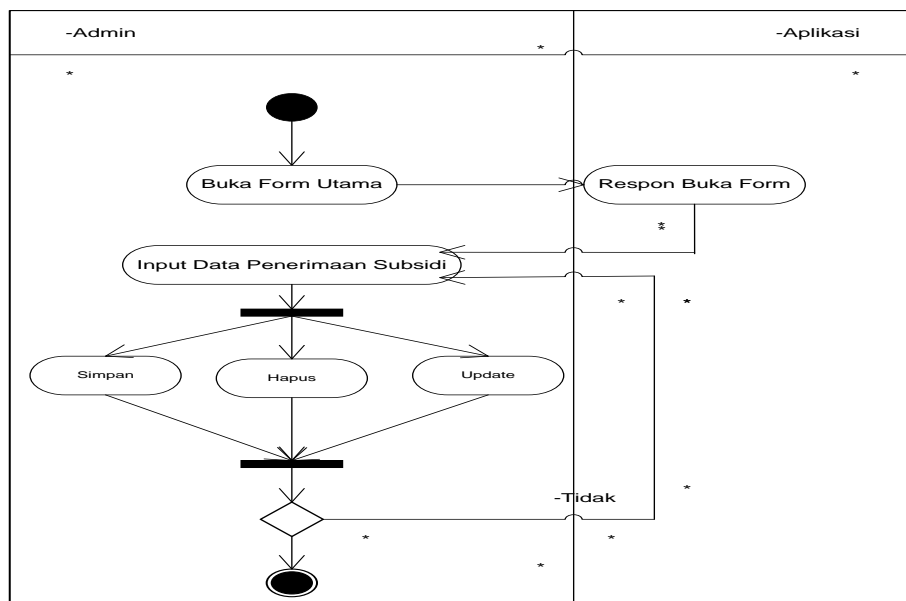 -Admin
-Aplikasi
*
*
*
Buka Form Utama
Respon Buka Form
*
*
Input Data Penerimaan Subsidi
*
*
Simpan
Hapus
Update
-Tidak
*
*
*
*